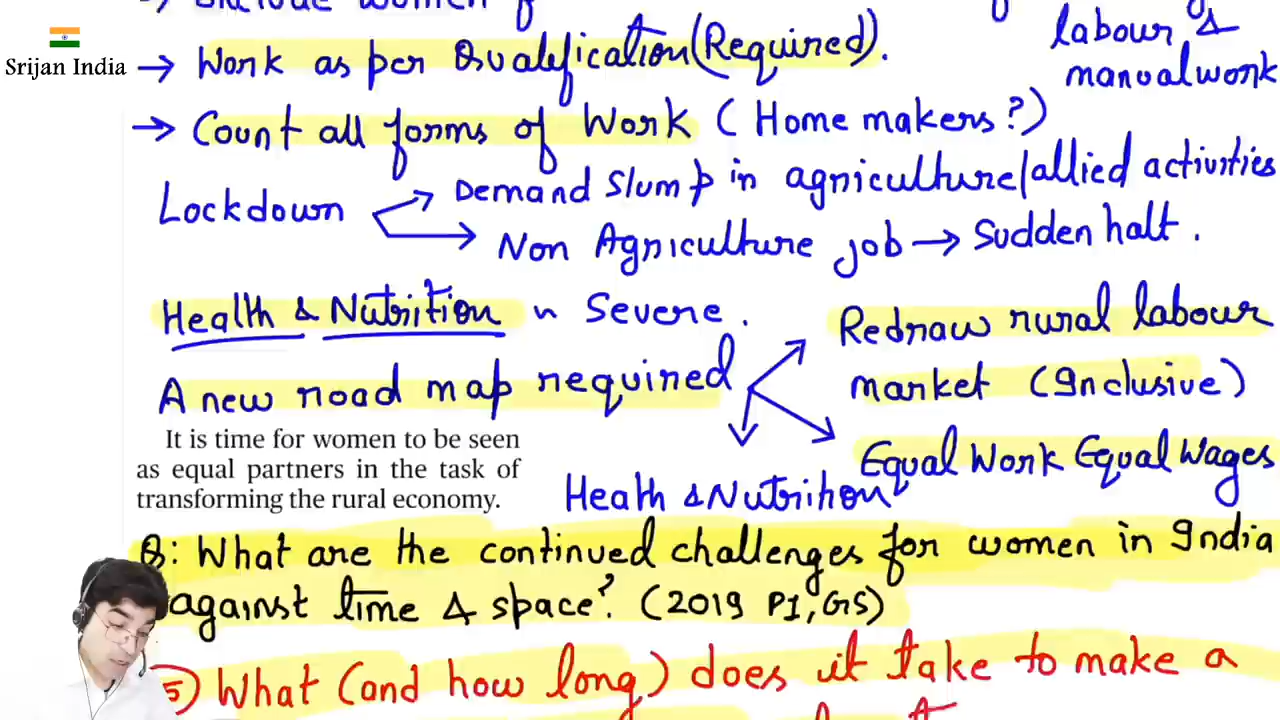 Include Women
labour &
Srijan India
→ Work as per Qualification (Required).
manual work
→ Count all forms of Work (Home makers?)
Lockdown
Demand Slump in agriculture/allied activities
Non Agriculture job → Sudden halt.
Health & Nutrition " Severe.
Redraw rural labour
market (Inclusive)
A new road map required
It is time for women to be seen
as equal partners in the task of
transforming the rural economy.
Equal Work Equal Wages
Health & Nutrition
Q: What are the continued challenges for women in India
against time & space? (2019 P1, GS)
5) What (and how long) does it take to make a